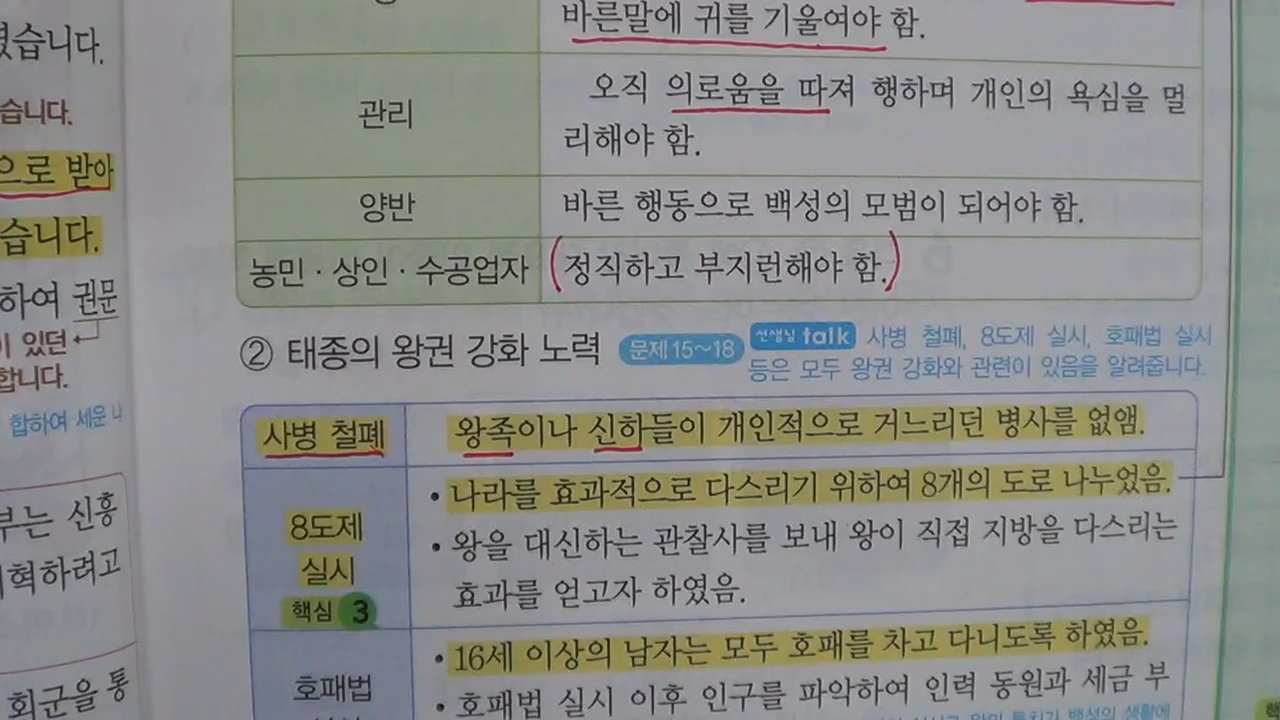 였습니다.
습니다.
으로 받아
습니다.
하여 권문
이 있던
합니다.
합하여 세운 나
부는 신흥
개혁하려고
회군을 통
바른말에 귀를 기울여야 함.
관리
오직 의로움을 따져 행하며 개인의 욕심을 멀
리해야 함.
양반
바른 행동으로 백성의 모범이 되어야 함.
농민·상인·수공업자
(정직하고 부지런해야 함.)
② 태종의 왕권 강화 노력 문제 15~18 선생님 talk 사병 철폐, 8도제 실시, 호패법 실시
등은 모두 왕권 강화와 관련이 있음을 알려줍니다.
사병 철폐
왕족이나 신하들이 개인적으로 거느리던 병사를 없앰.
8도제
실시
핵심 3
• 나라를 효과적으로 다스리기 위하여 8개의 도로 나누었음.
• 왕을 대신하는 관찰사를 보내 왕이 직접 지방을 다스리는
효과를 얻고자 하였음.
호패법
• 16세 이상의 남자는 모두 호패를 차고 다니도록 하였음.
• 호패법 실시 이후 인구를 파악하여 인력 동원과 세금 부